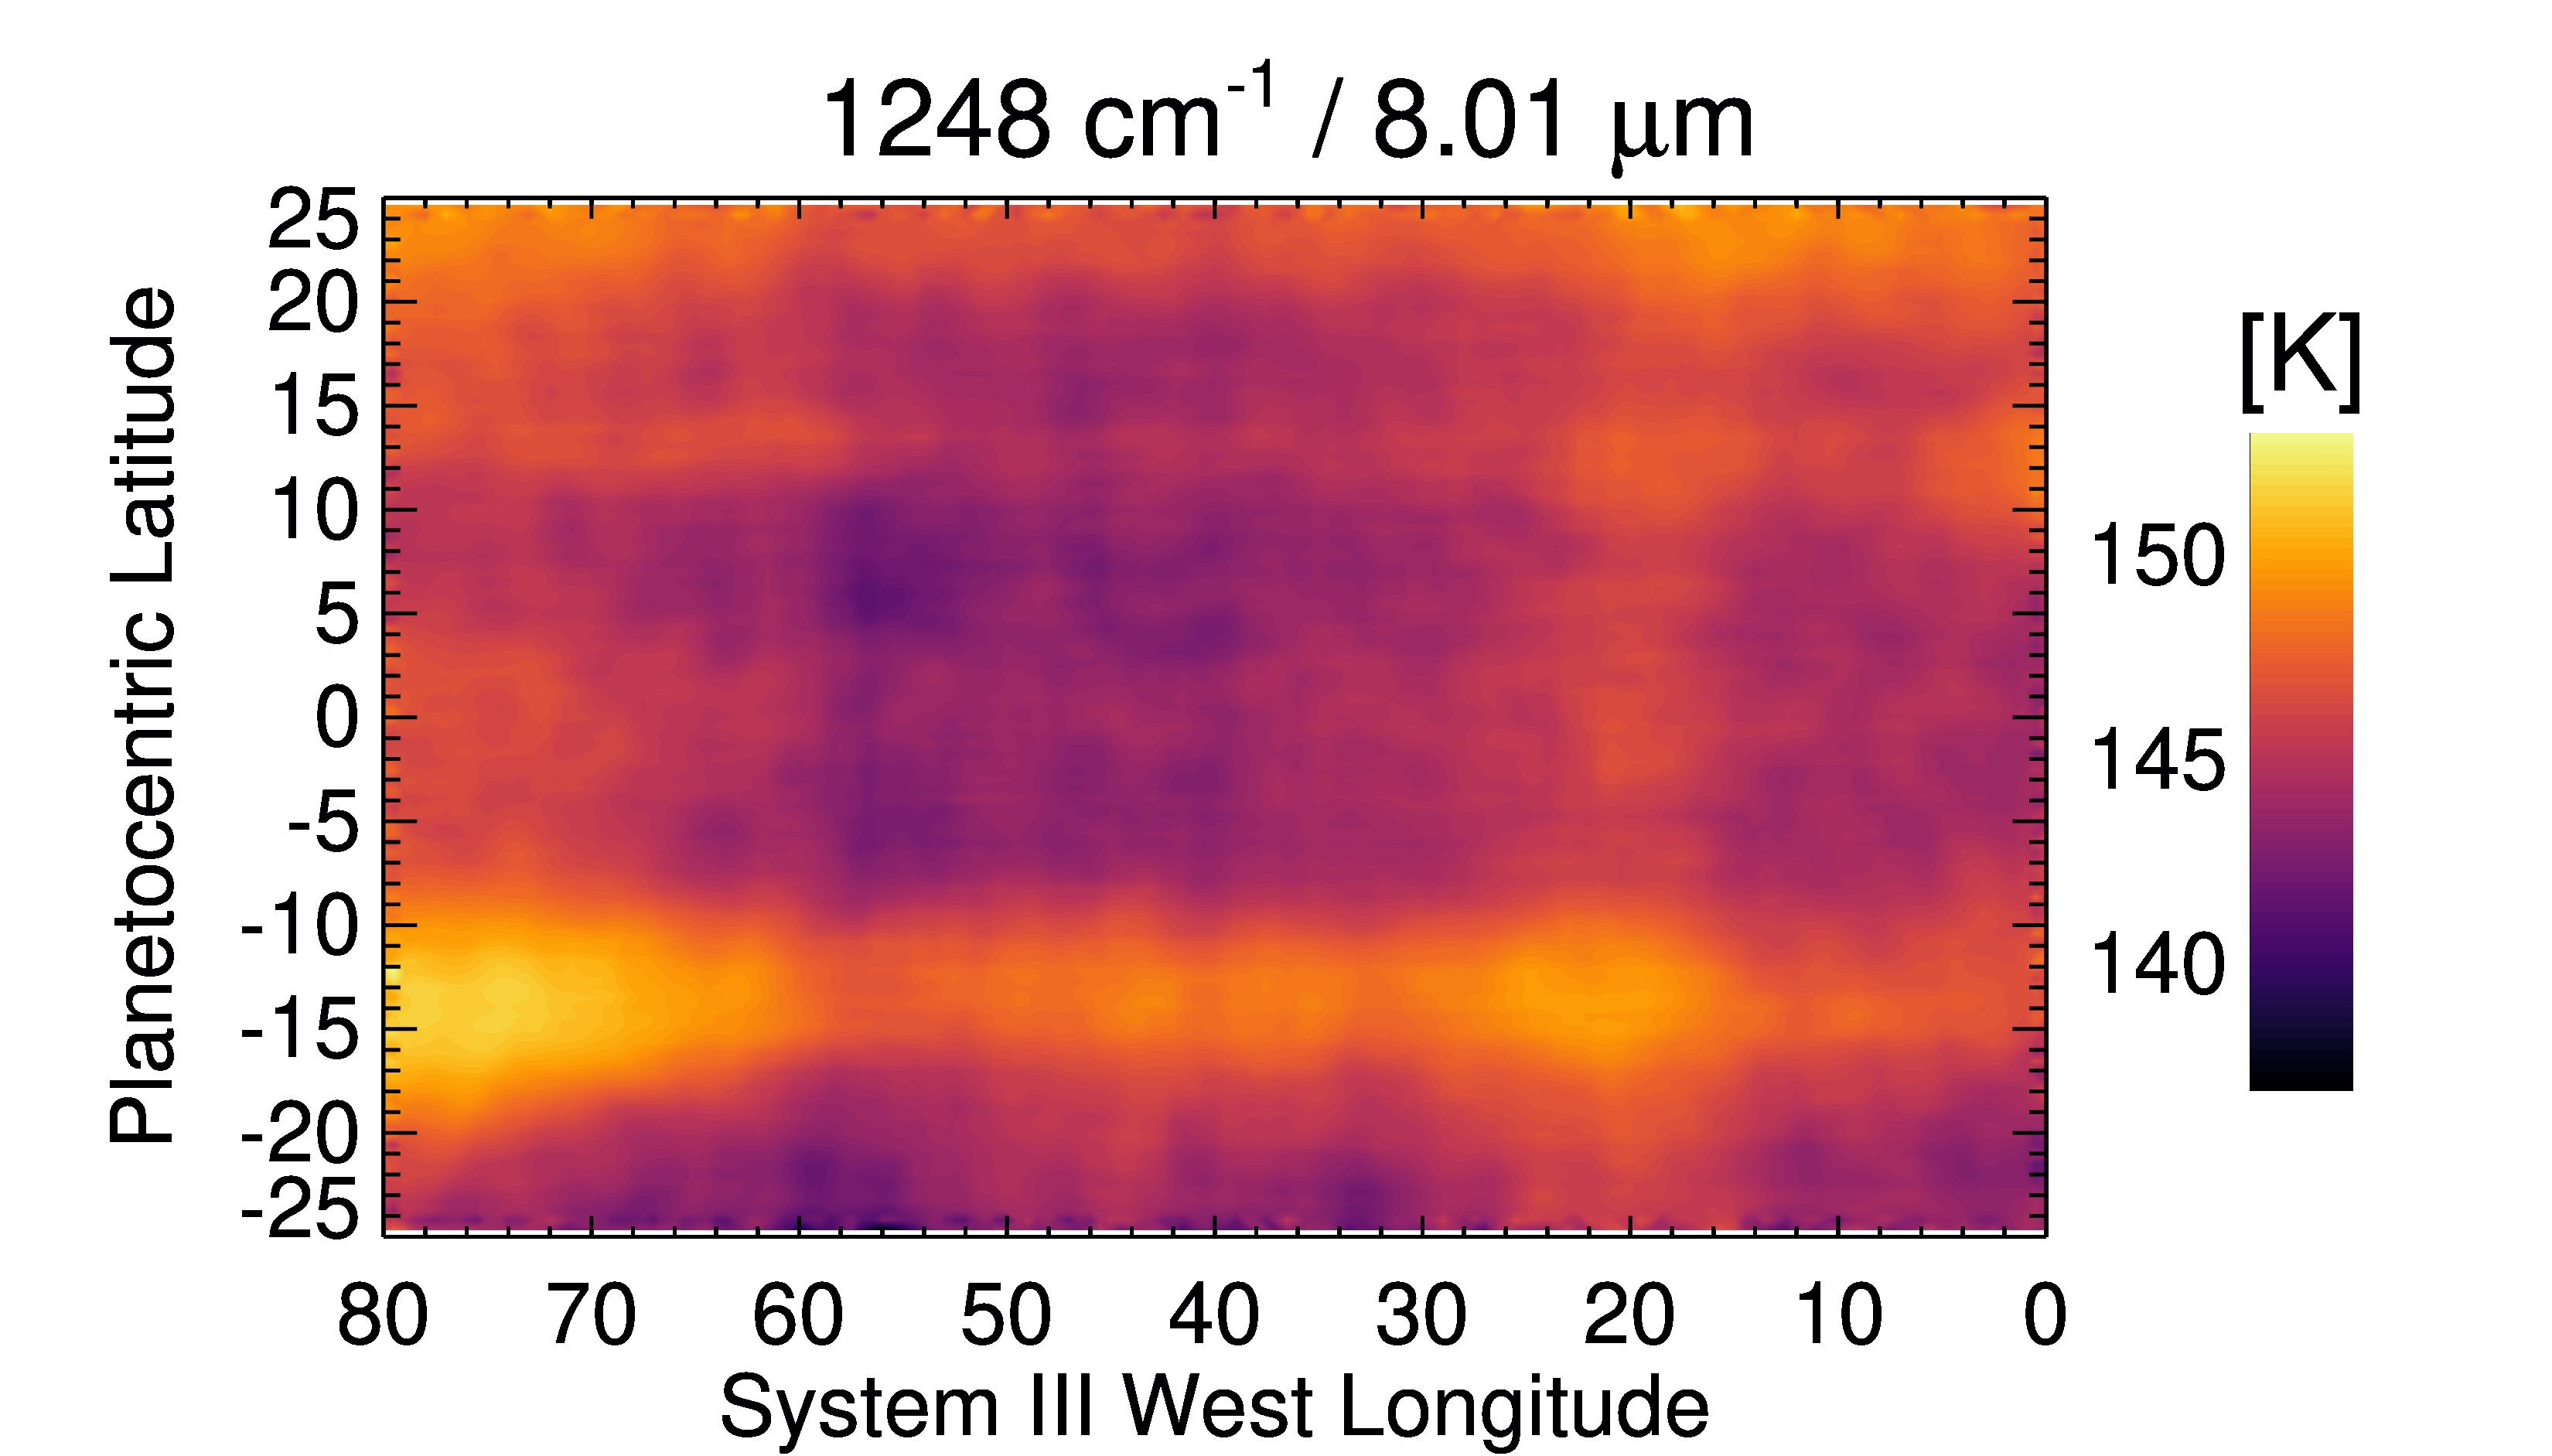 1248 cm⁻¹ / 8.01 μm
25
20
15
10
5
0
-5
-10
-15
-20
-25
Planetocentric Latitude
80 70 60 50 40 30 20 10 0
System III West Longitude
[K]
150
145
140